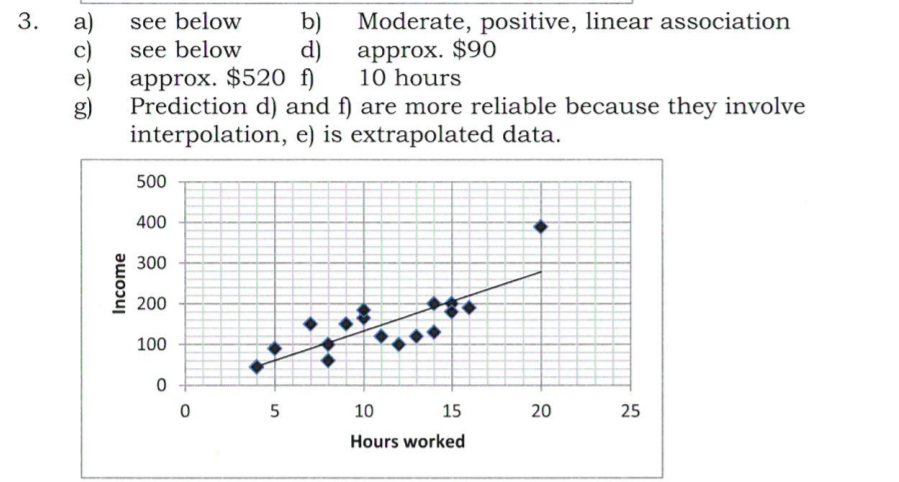 3. a) see below b) Moderate, positive, linear association
c) see below d) approx. $90
e) approx. $520 f) 10 hours
g) Prediction d) and f) are more reliable because they involve
interpolation, e) is extrapolated data.
500
400
300
200
100
0
Income
0 5 10 15 20 25
Hours worked